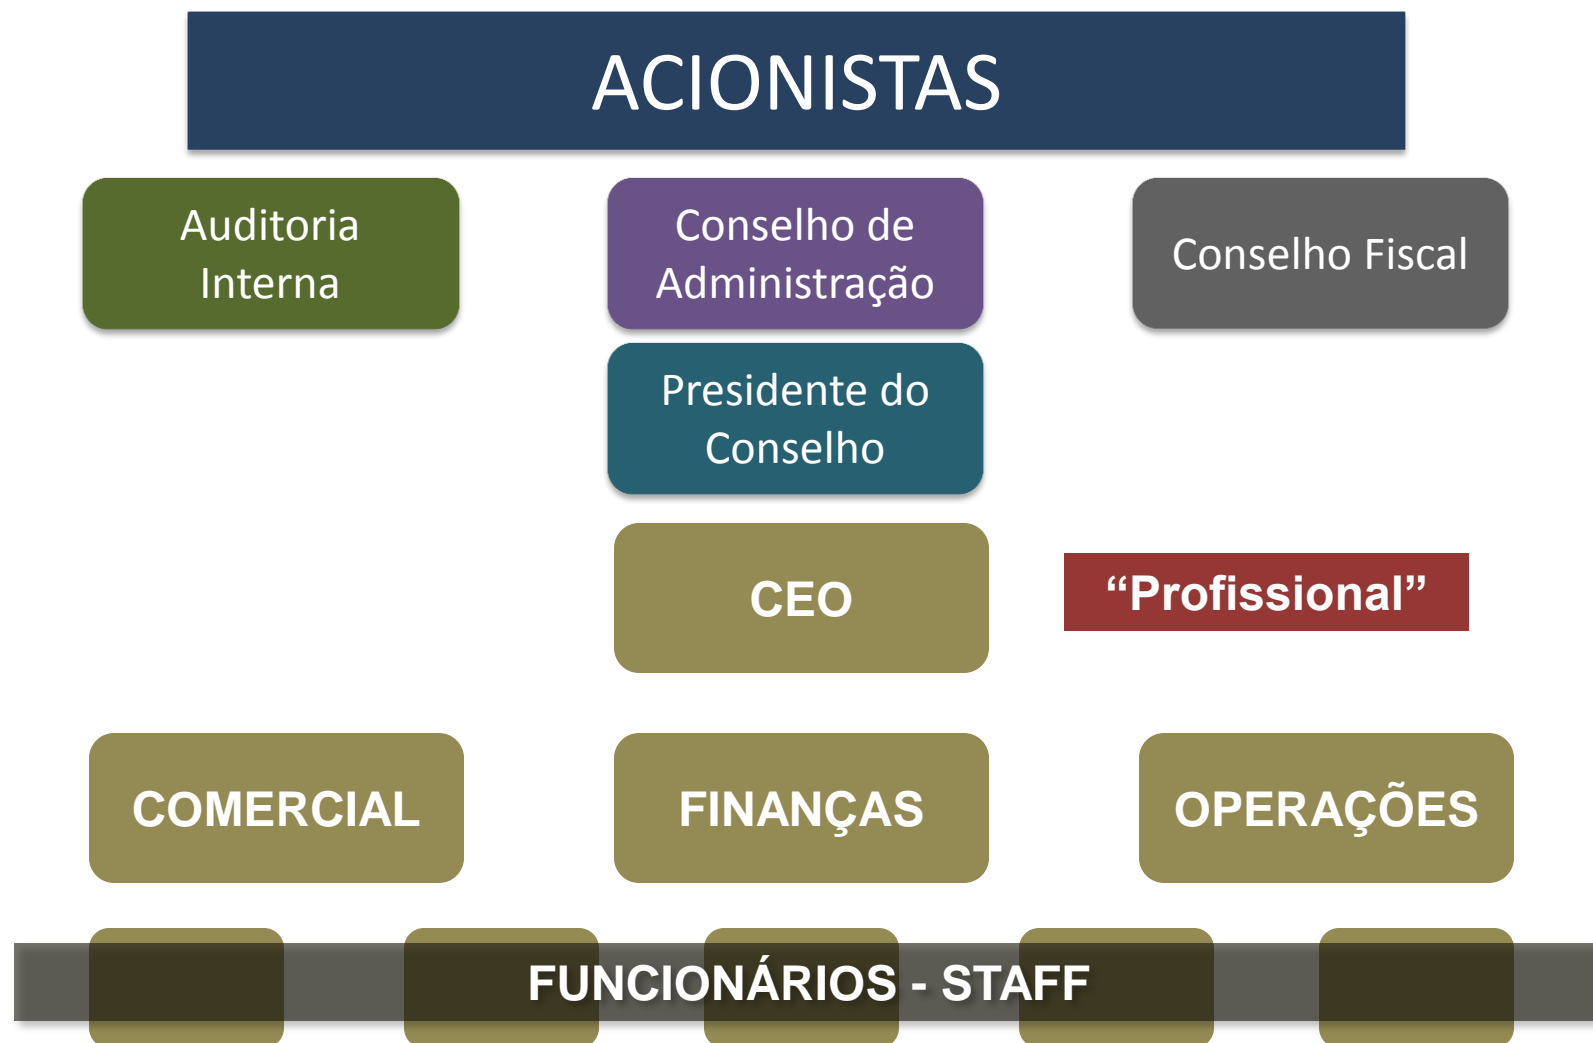 ACIONISTAS
Auditoria
Interna
Conselho de
Administração
Conselho Fiscal
Presidente do
Conselho
CEO
“Profissional”
COMERCIAL
FINANÇAS
OPERAÇÕES
FUNCIONÁRIOS - STAFF